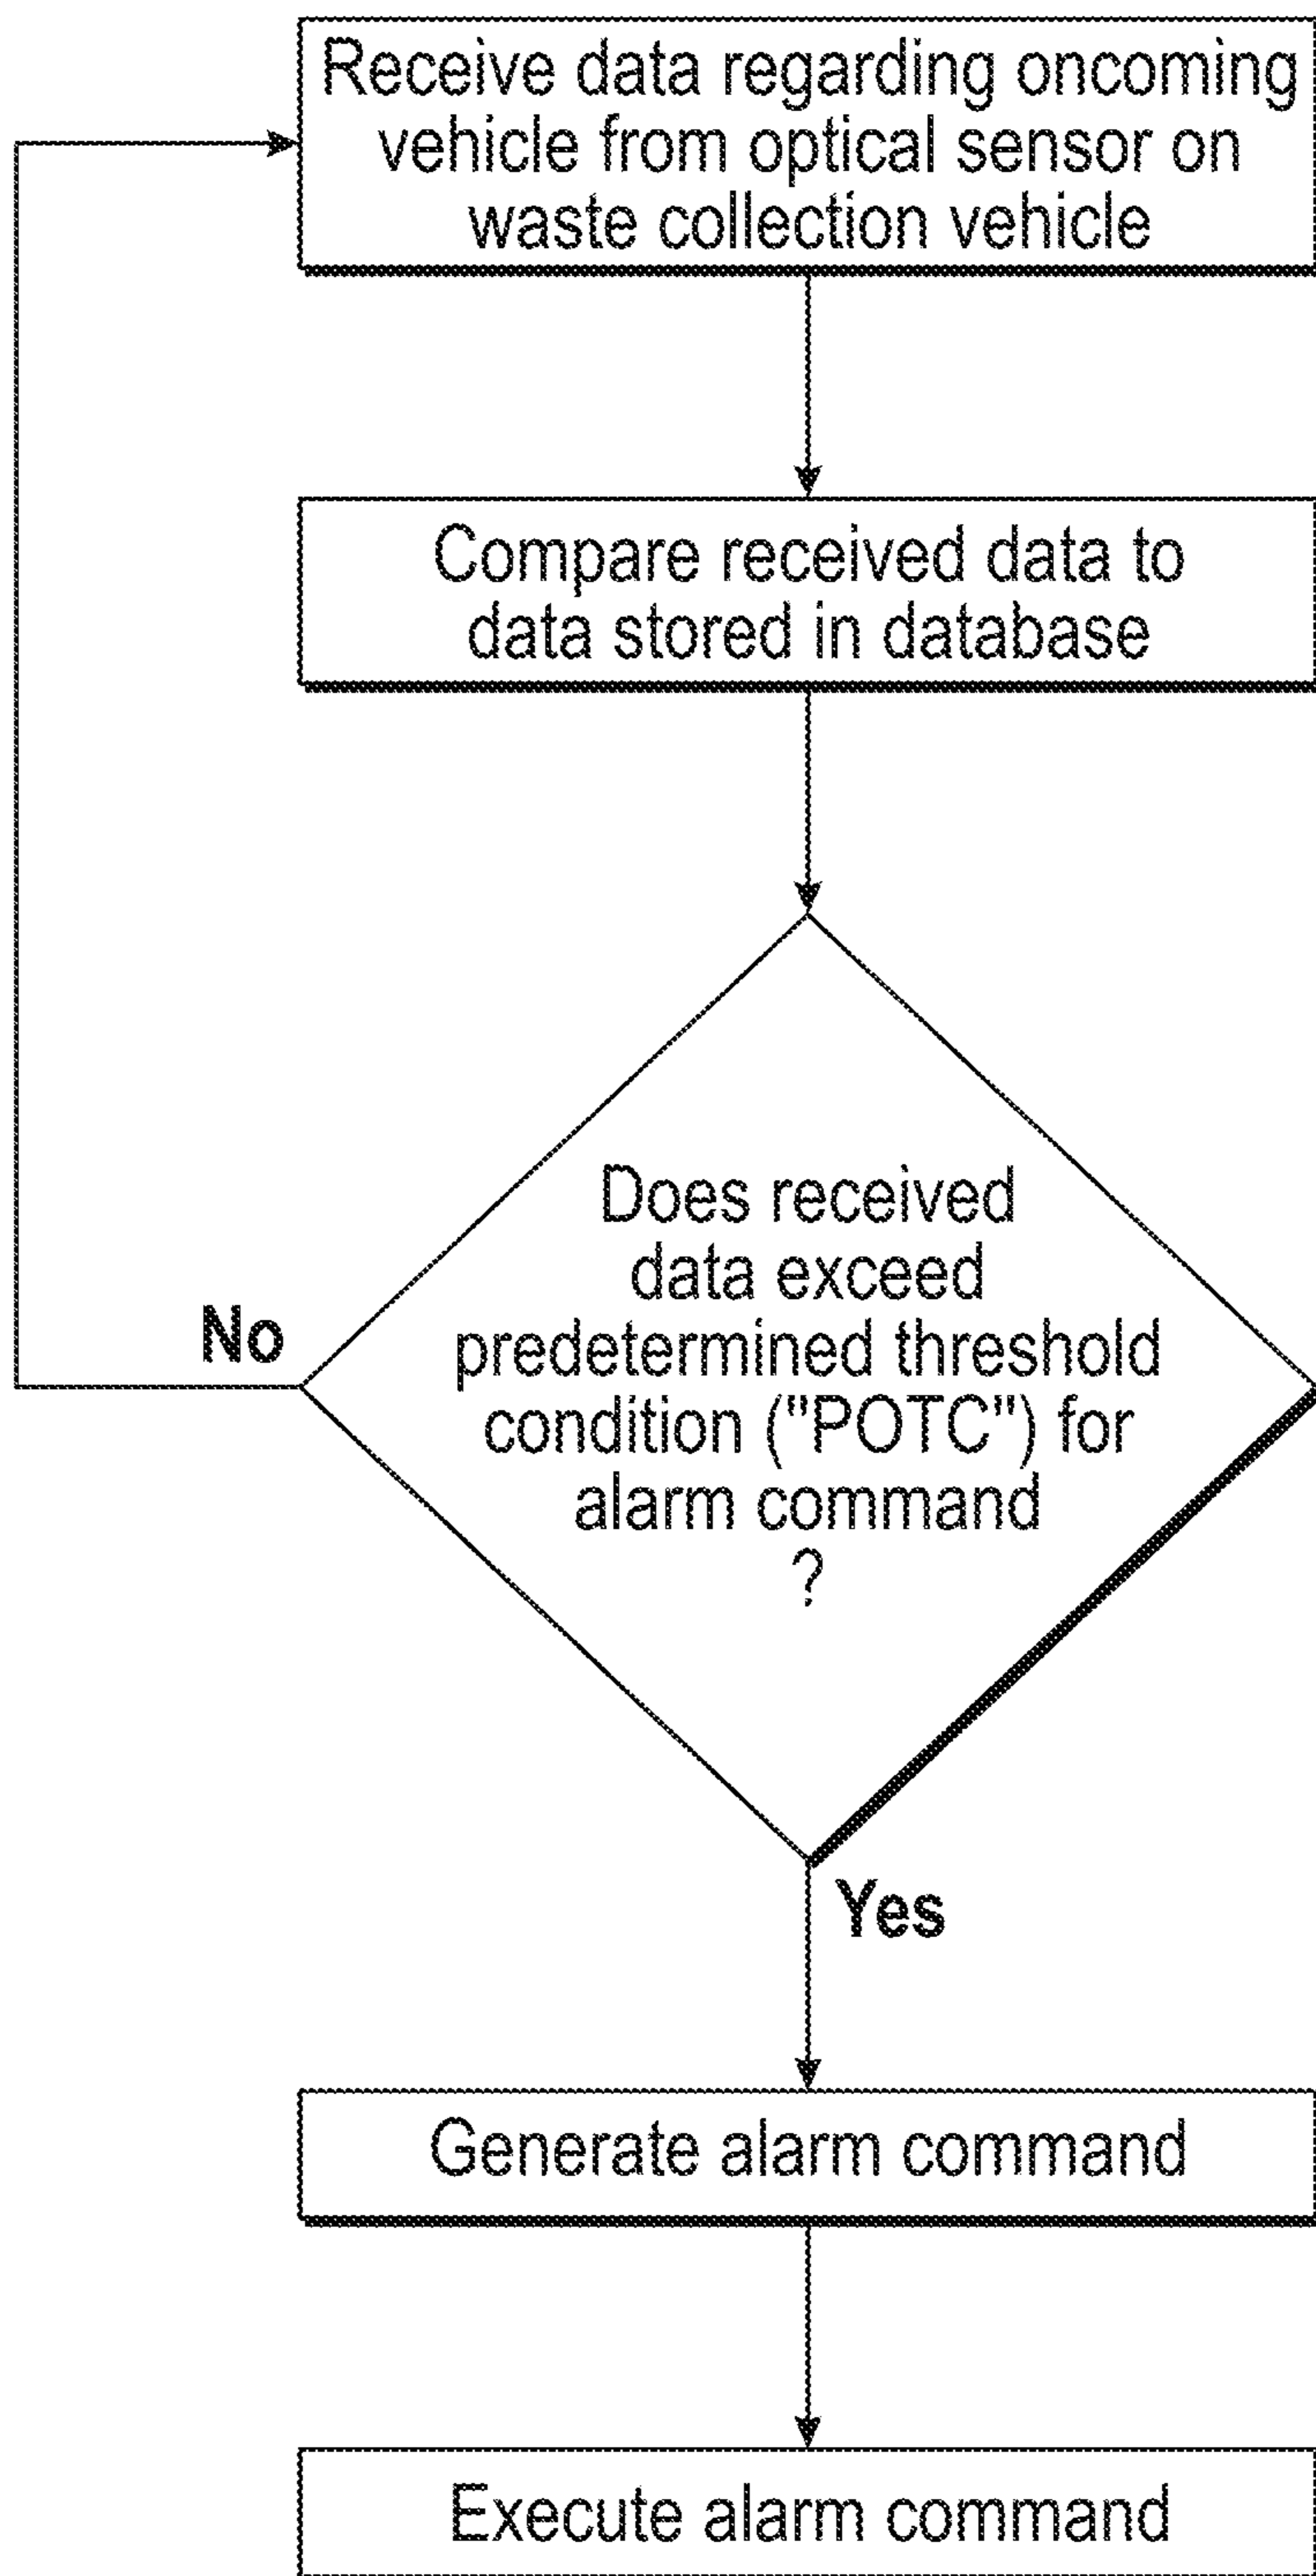 Receive data regarding oncoming
vehicle from optical sensor on
waste collection vehicle
Compare received data to
data stored in database
Does received
data exceed
predetermined threshold
condition ("POTC") for
alarm command
?
No
Yes
Generate alarm command
Execute alarm command